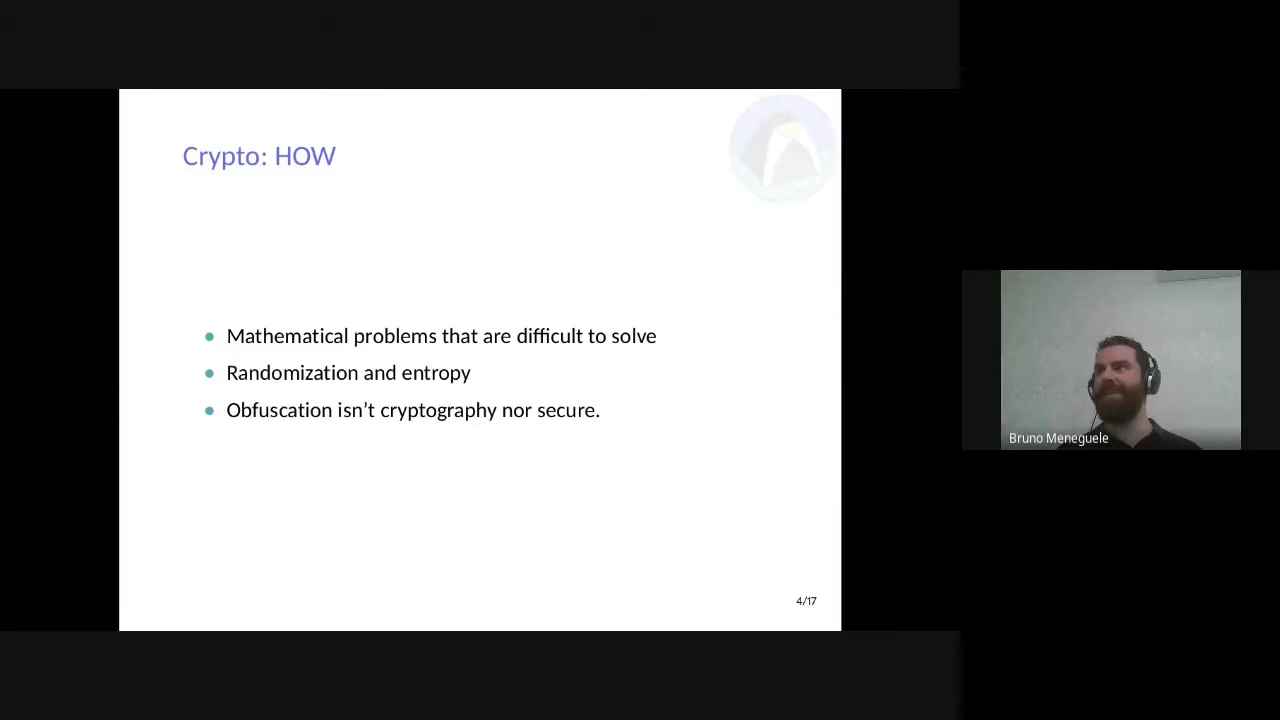 Crypto: HOW
Mathematical problems that are difficult to solve
Randomization and entropy
Obfuscation isn't cryptography nor secure.
4/17
Bruno Meneguele